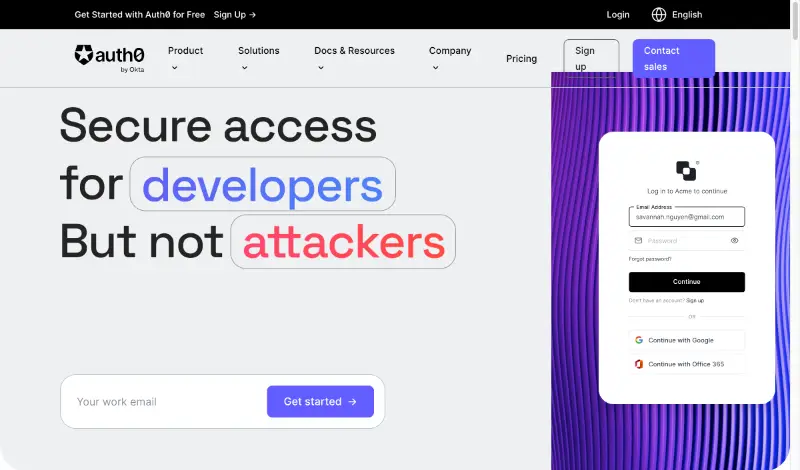 Get Started with Auth0 for Free Sign Up →
Login English
auth0
by Okta
Product
Solutions
Docs & Resources
Company
Pricing
Sign
up
Contact
sales
Secure access
for developers
But not attackers
Your work email
Get started →
Log in to Acme to continue
Email Address
savannah.nguyen@gmail.com
Password
Forgot password?
Continue
Don't have an account? Sign up
OR
Continue with Google
Continue with Office 365